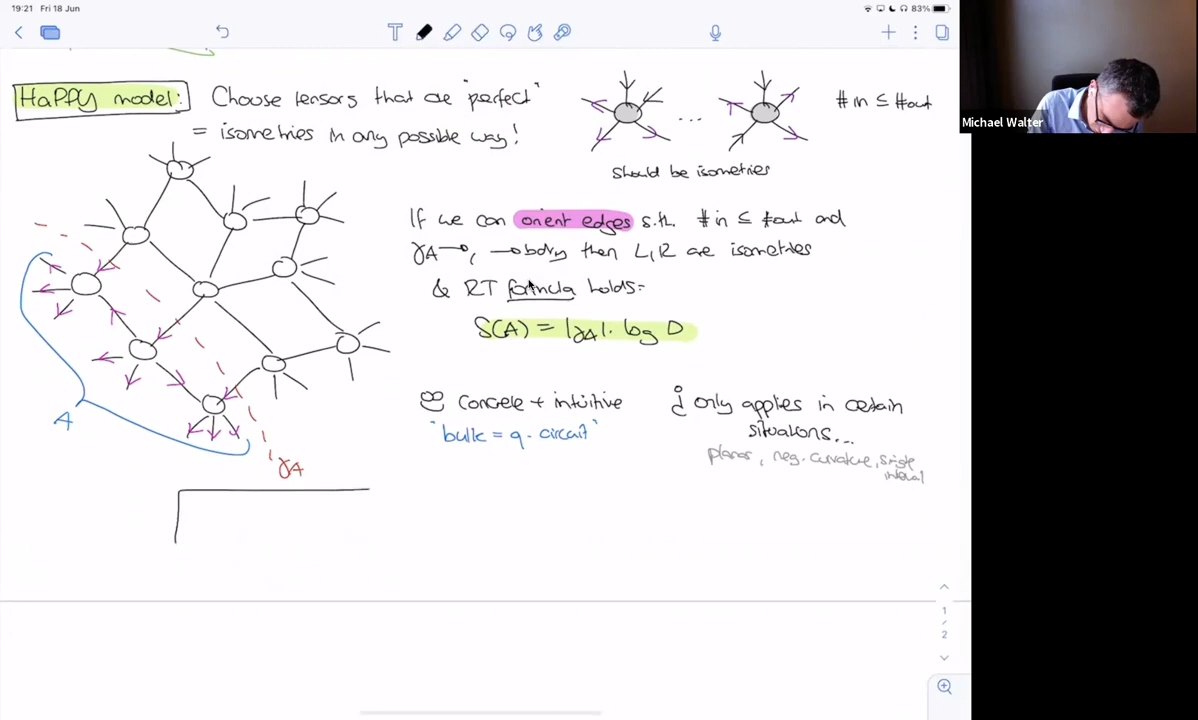 19:21 Fri 18 Jun
83%
HaPPY model: Choose tensors that are "perfect"
= isometries in any possible way!
...
# in ≤ #out
should be isometries
If we can orient edges s.th. # in ≤ #out and
γA→, →bdry then L,R are isometries
& RT formula holds:
S(A) = |γA|. log D
A
γA
concrete + intuitive
"bulk = q. circuit"
only applies in certain
situations...
planar, neg. curvature, single
interval
1
/
2
Michael Walter